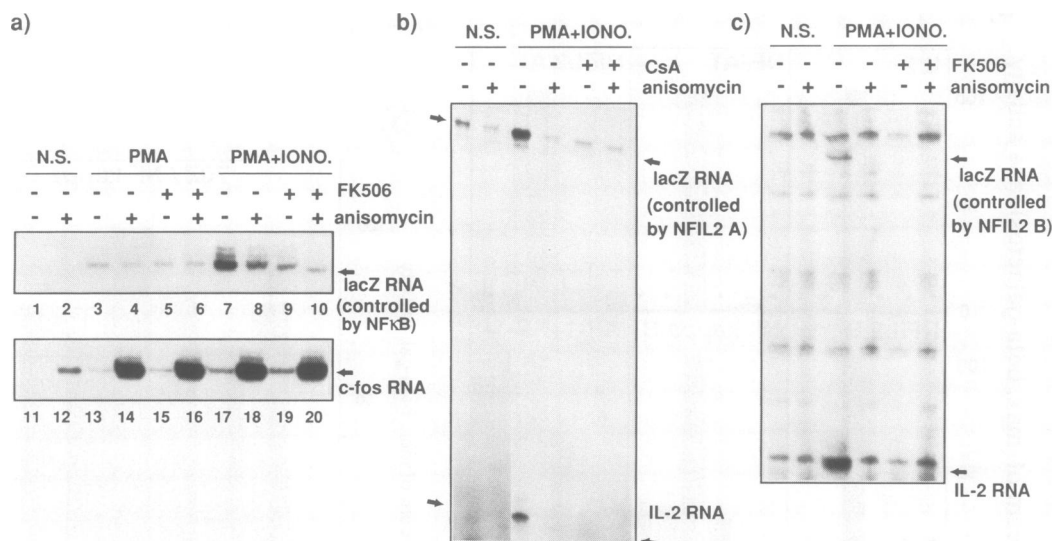 a)
N.S. PMA PMA+IONO.
- - - - + + - - + + FK506
- + - + - + - + - + anisomycin
lacZ RNA
1 2 3 4 5 6 7 8 9 10 (controlled
by NFκB)
c-fos RNA
11 12 13 14 15 16 17 18 19 20
b)
N.S. PMA+IONO.
- - + + CsA
- + - + - + anisomycin
lacZ RNA
(controlled
by NFIL2 A)
IL-2 RNA
c)
N.S. PMA+IONO.
+ + FK506
- + - + - + anisomycin
lacZ RNA
(controlled
by NFIL2 B)
IL-2 RNA